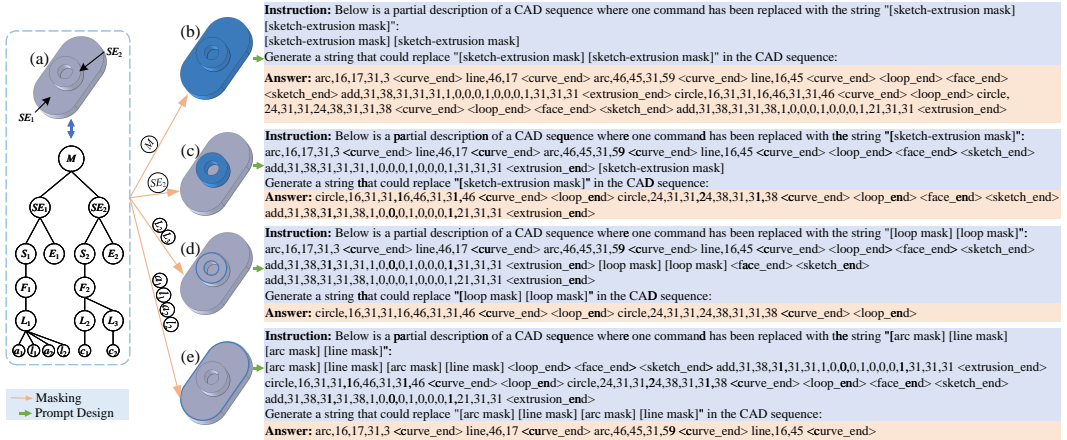 (a)
SE2
SE1
M
SE1 SE2
S1 E1 S2 E2
F1 F2
L1 L2 L3
a1 l1 a2 l2 c1 c2
Masking
Prompt Design
M
SE2
L2 L3
a1 l1 a2 l2
(b)
Instruction: Below is a partial description of a CAD sequence where one command has been replaced with the string "[sketch-extrusion mask]
[sketch-extrusion mask]":
[sketch-extrusion mask] [sketch-extrusion mask]
Generate a string that could replace "[sketch-extrusion mask] [sketch-extrusion mask]" in the CAD sequence:
Answer: arc,16,17,31,3 <curve_end> line,46,17 <curve_end> arc,46,45,31,59 <curve_end> line,16,45 <curve_end> <loop_end> <face_end>
<sketch_end> add,31,38,31,31,31,1,0,0,0,1,0,0,0,1,31,31,31 <extrusion_end> circle,16,31,31,16,46,31,31,46 <curve_end> <loop_end> circle,
24,31,31,24,38,31,31,38 <curve_end> <loop_end> <face_end> <sketch_end> add,31,38,31,31,38,1,0,0,0,1,0,0,0,1,21,31,31 <extrusion_end>
(c)
Instruction: Below is a partial description of a CAD sequence where one command has been replaced with the string "[sketch-extrusion mask]":
arc,16,17,31,3 <curve_end> line,46,17 <curve_end> arc,46,45,31,59 <curve_end> line,16,45 <curve_end> <loop_end> <face_end> <sketch_end>
add,31,38,31,31,31,1,0,0,0,1,0,0,0,1,31,31,31 <extrusion_end> [sketch-extrusion mask]
Generate a string that could replace "[sketch-extrusion mask]" in the CAD sequence:
Answer: circle,16,31,31,16,46,31,31,46 <curve_end> <loop_end> circle,24,31,31,24,38,31,31,38 <curve_end> <loop_end> <face_end> <sketch_end>
add,31,38,31,31,38,1,0,0,0,1,0,0,0,1,21,31,31 <extrusion_end>
(d)
Instruction: Below is a partial description of a CAD sequence where one command has been replaced with the string "[loop mask] [loop mask]":
arc,16,17,31,3 <curve_end> line,46,17 <curve_end> arc,46,45,31,59 <curve_end> line,16,45 <curve_end> <loop_end> <face_end> <sketch_end>
add,31,38,31,31,31,1,0,0,0,1,0,0,0,1,31,31,31 <extrusion_end> [loop mask] [loop mask] <face_end> <sketch_end>
add,31,38,31,31,38,1,0,0,0,1,0,0,0,1,21,31,31 <extrusion_end>
Generate a string that could replace "[loop mask] [loop mask]" in the CAD sequence:
Answer: circle,16,31,31,16,46,31,31,46 <curve_end> <loop_end> circle,24,31,31,24,38,31,31,38 <curve_end> <loop_end>
(e)
Instruction: Below is a partial description of a CAD sequence where one command has been replaced with the string "[arc mask] [line mask]
[arc mask] [line mask]":
[arc mask] [line mask] [arc mask] [line mask] <loop_end> <face_end> <sketch_end> add,31,38,31,31,31,1,0,0,0,1,0,0,0,1,31,31,31 <extrusion_end>
circle,16,31,31,16,46,31,31,46 <curve_end> <loop_end> circle,24,31,31,24,38,31,31,38 <curve_end> <loop_end> <face_end> <sketch_end>
add,31,38,31,31,38,1,0,0,0,1,0,0,0,1,21,31,31 <extrusion_end>
Generate a string that could replace "[arc mask] [line mask] [arc mask] [line mask]" in the CAD sequence:
Answer: arc,16,17,31,3 <curve_end> line,46,17 <curve_end> arc,46,45,31,59 <curve_end> line,16,45 <curve_end>